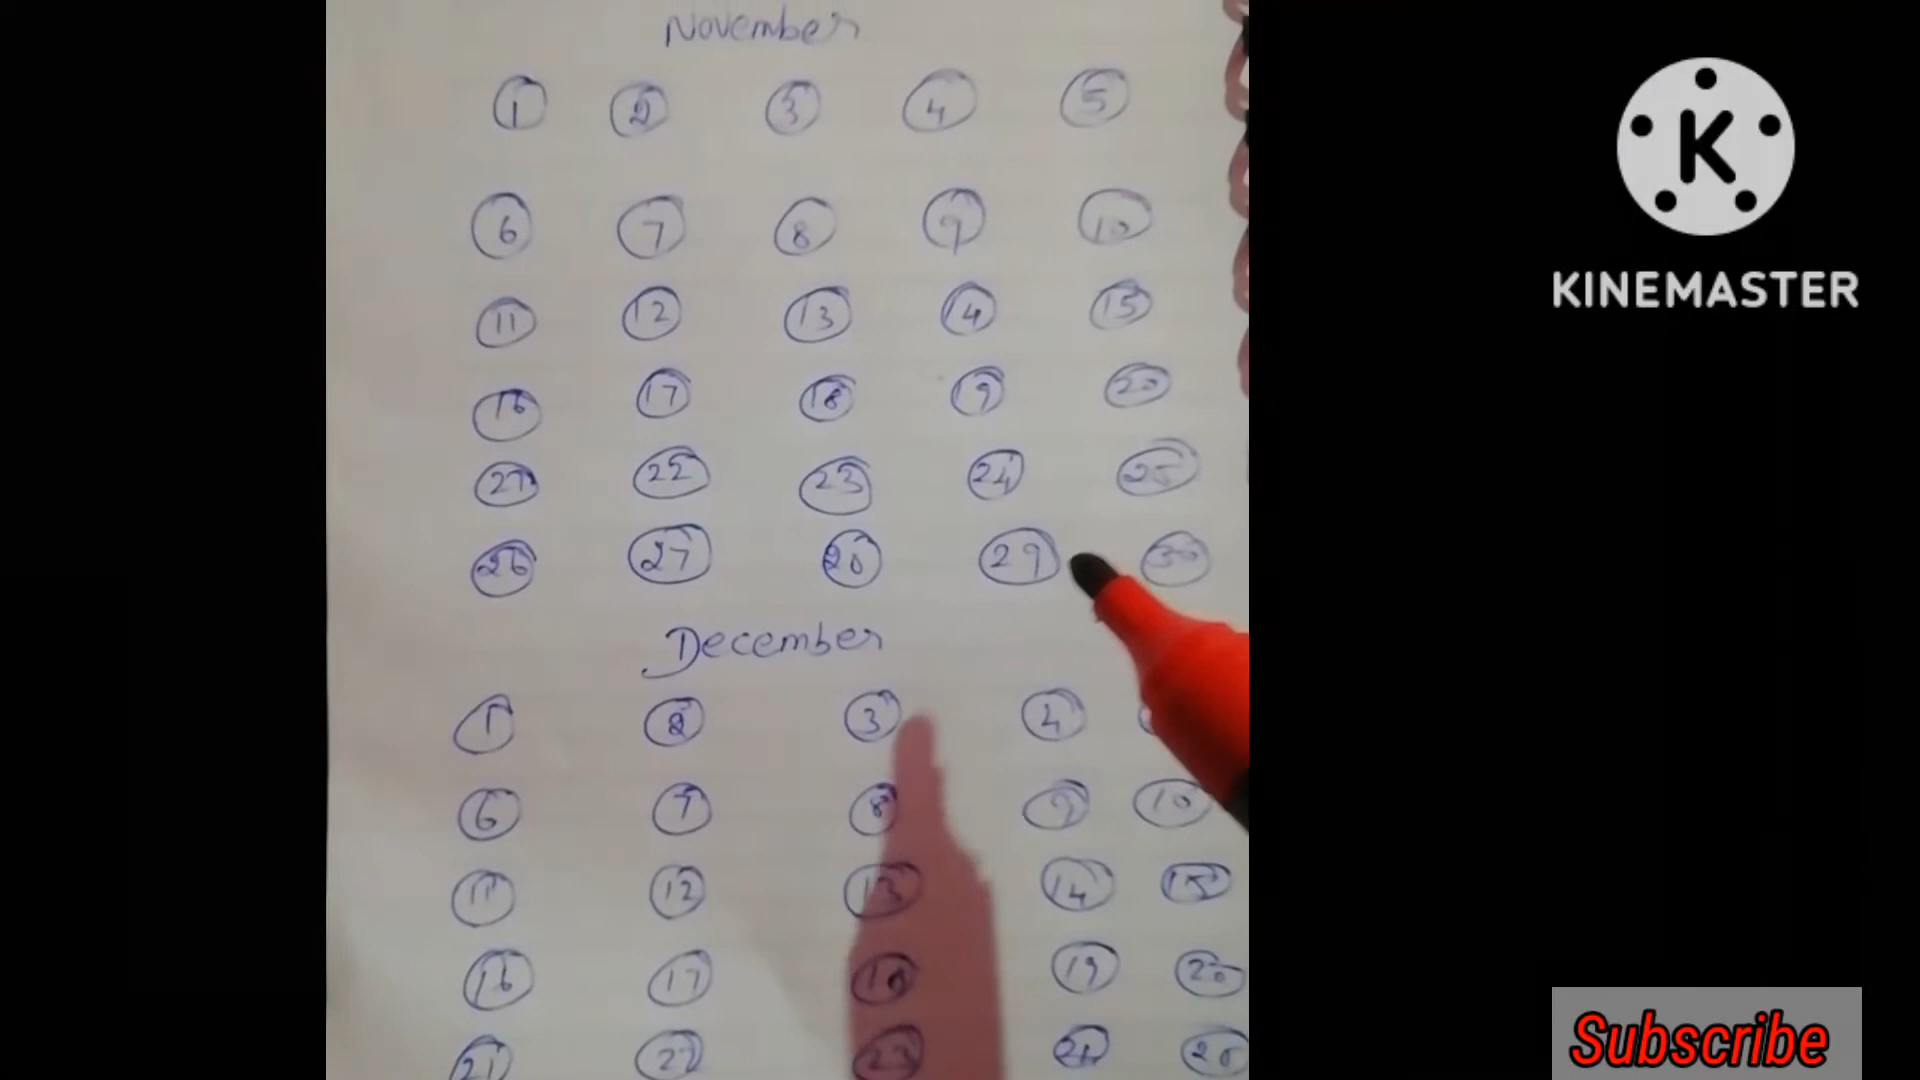 November
1 2 3 4 5
6 7 8 9 10
11 12 13 14 15
16 17 18 19 20
21 22 23 24 25
26 27 28 29 30
December
1 2 3 4
6 7 8 9 10
11 12 13 14 15
16 17 18 19 20
21 22 23 24 25
K
KINEMASTER
Subscribe